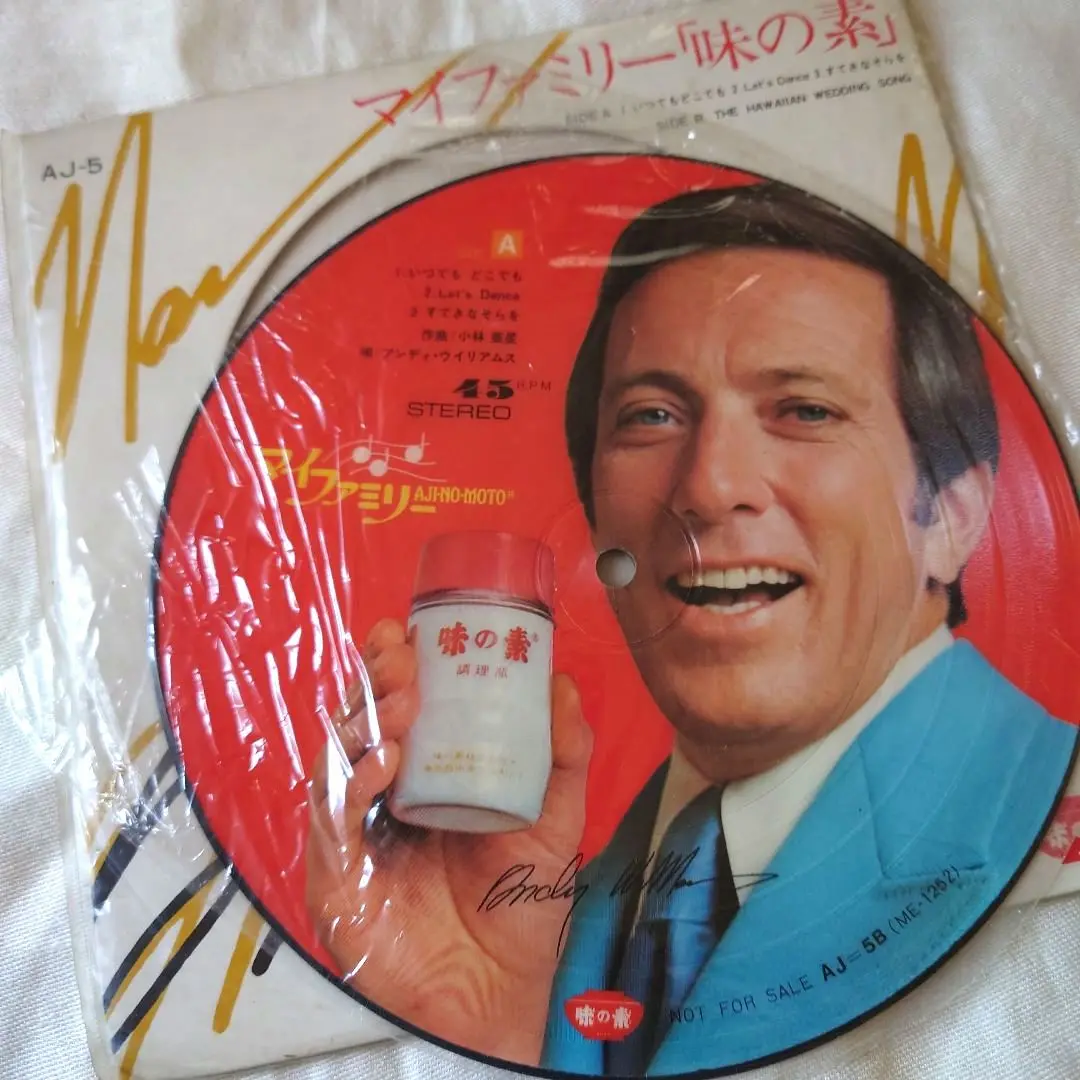 マイファミリー「味の素」
SIDE A 1.いつでもどこでも 2.Let's Dance 3.すてきなそらを
SIDE B THE HAWAIIAN WEDDING SONG
AJ-5
A
1.いつでも どこでも
2.Let's Dance
3.すてきなそらを
作曲/小林 亜星
唄/アンディ・ウイリアムス
45 R.P.M
STEREO
マイファミリー AJI-NO-MOTO®
味の素®
調理瓶
Andy Williams
NOT FOR SALE AJ-5B (ME-1252)
味の素
味の